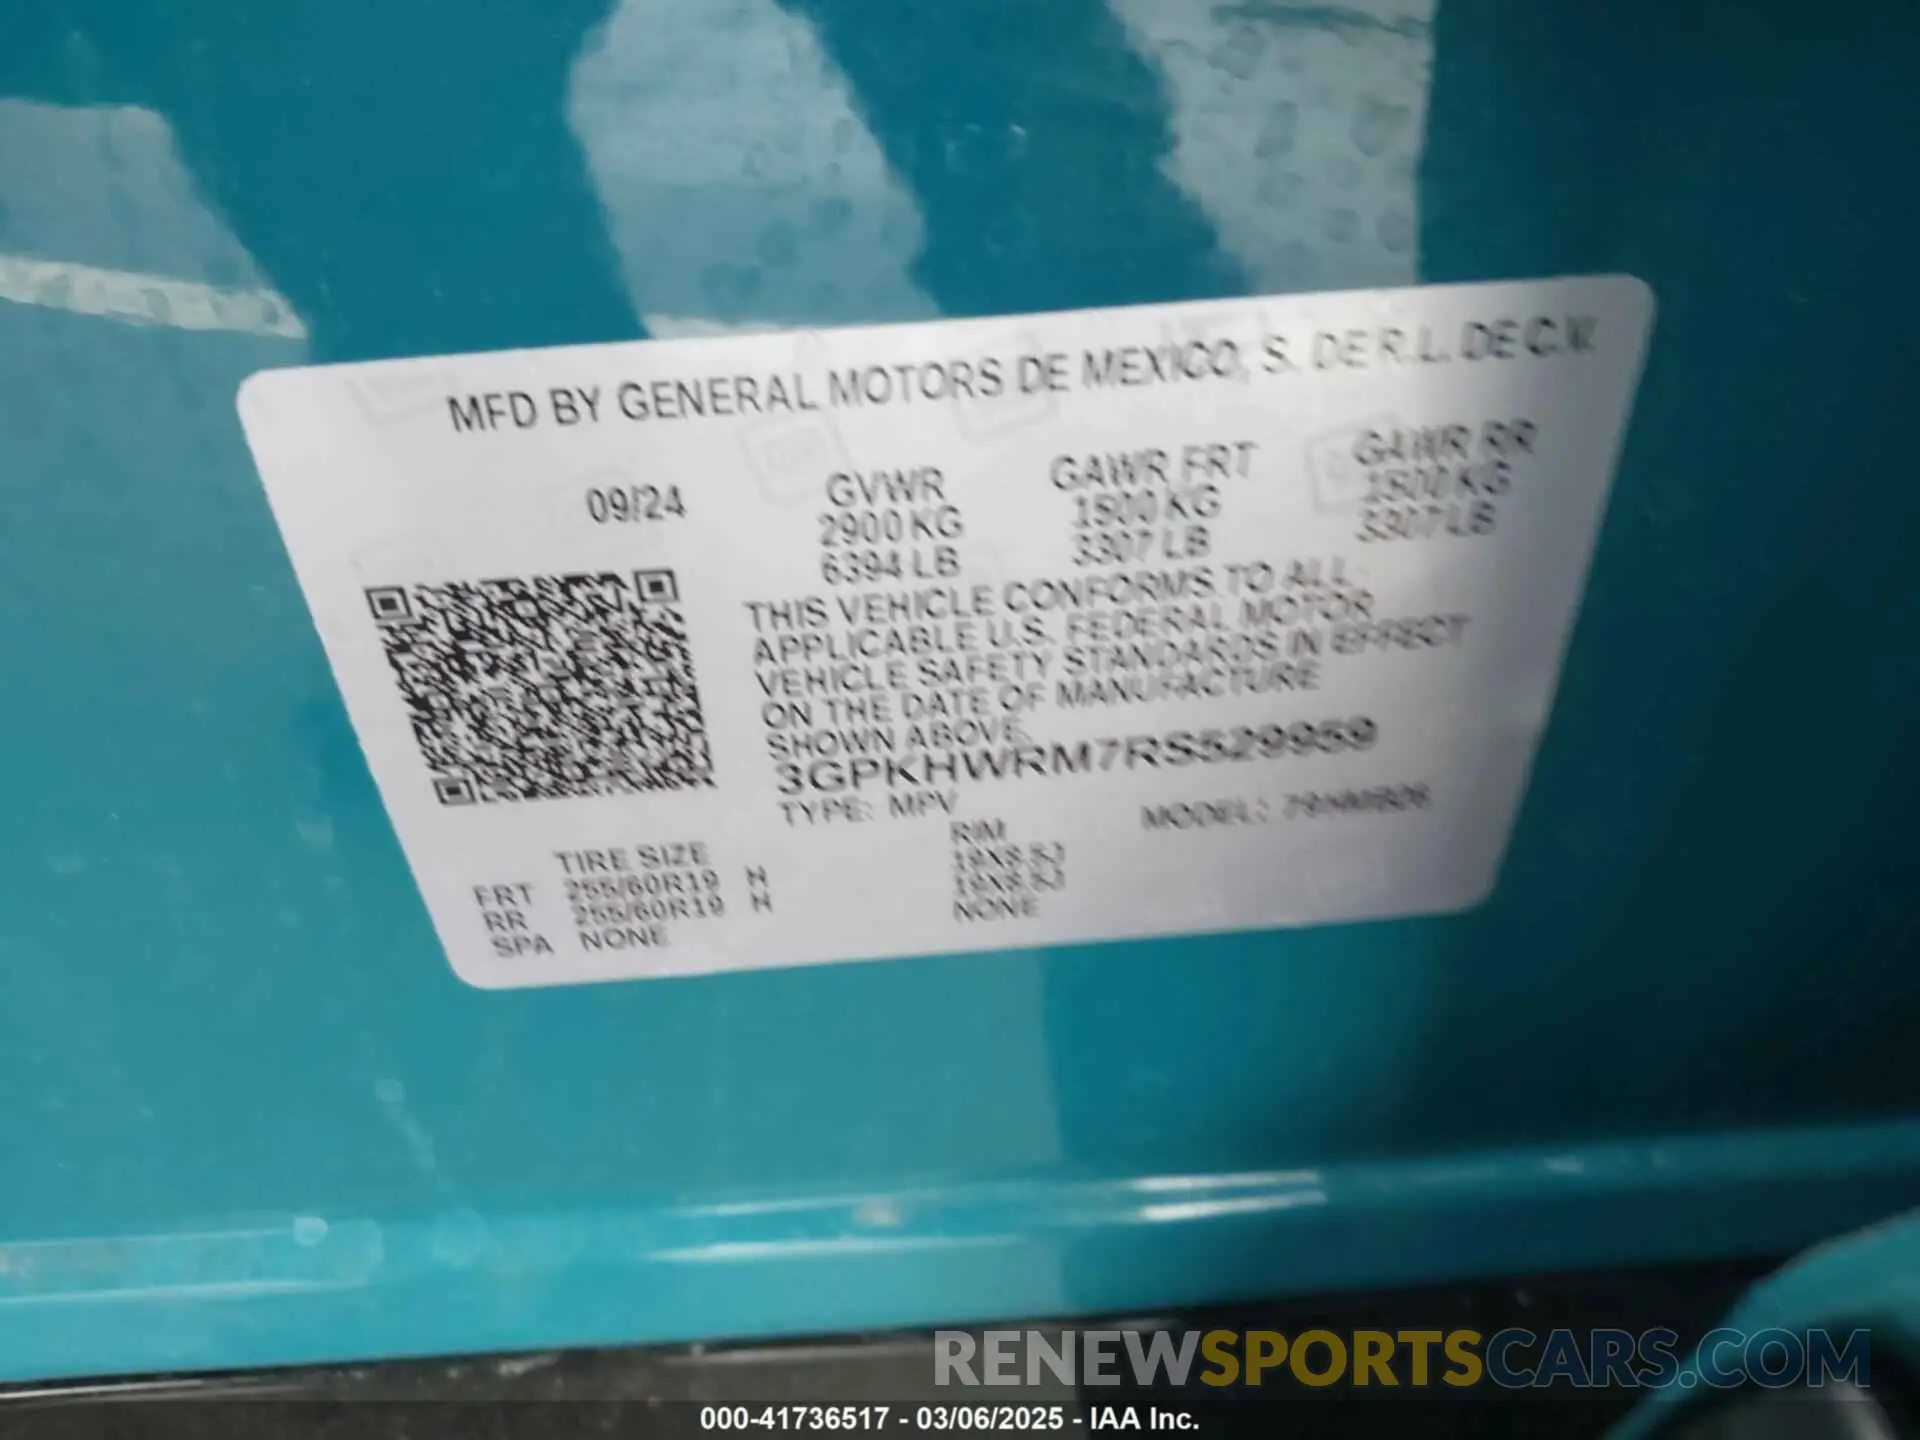 MFD BY GENERAL MOTORS DE MEXICO, S. DE R.L. DE C.V.
09/24
GVWR GAWR FRT GAWR RR
2900 KG 1500 KG 1500 KG
6394 LB 3307 LB 3307 LB
THIS VEHICLE CONFORMS TO ALL
APPLICABLE U.S. FEDERAL MOTOR
VEHICLE SAFETY STANDARDS IN EFFECT
ON THE DATE OF MANUFACTURE
SHOWN ABOVE.
3GPKHWRM7RS529959
TYPE: MPV MODEL:
TIRE SIZE RIM
FRT 255/60R19 H 19X8.5J
RR 255/60R19 H 19X8.5J
SPA NONE NONE
RENEWSPORTSCARS.COM
000-41736517 - 03/06/2025 - IAA Inc.